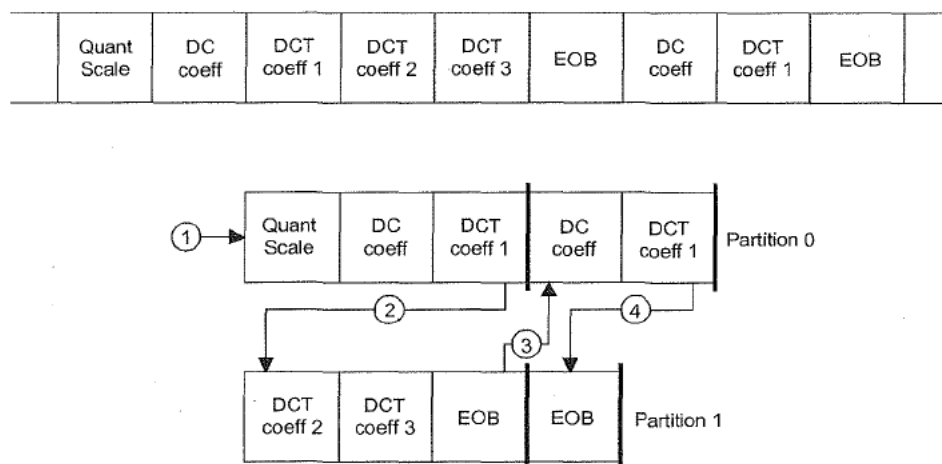 Quant
Scale
DC
coeff
DCT
coeff 1
DCT
coeff 2
DCT
coeff 3
EOB
DC
coeff
DCT
coeff 1
EOB
1
Quant
Scale
DC
coeff
DCT
coeff 1
DC
coeff
DCT
coeff 1
Partition 0
2
3
4
DCT
coeff 2
DCT
coeff 3
EOB
EOB
Partition 1